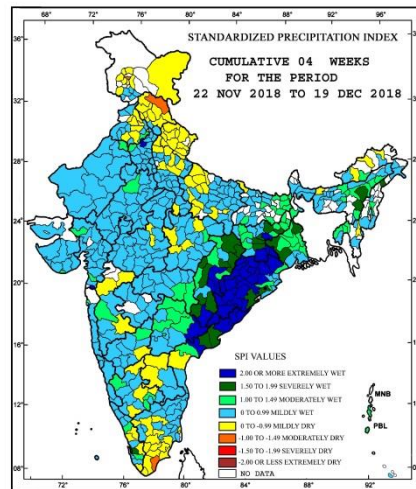 68°E 72° 76° 80° 84° 88° 92° 96°
STANDARDIZED PRECIPITATION INDEX
CUMULATIVE 04 WEEKS
FOR THE PERIOD
22 NOV 2018 TO 19 DEC 2018
36°
32°
28°
24°
20°
16°
12°
08°
SPI VALUES
2.00 OR MORE EXTREMELY WET
1.50 TO 1.99 SEVERELY WET
1.00 TO 1.49 MODERATELY WET
0 TO 0.99 MILDLY WET
0 TO -0.99 MILDLY DRY
-1.00 TO -1.49 MODERATELY DRY
-1.50 TO -1.99 SEVERELY DRY
-2.00 OR LESS EXTREMELY DRY
NO DATA
MNB
PBL
68° 72° 76° 80° 84° 88° 92°